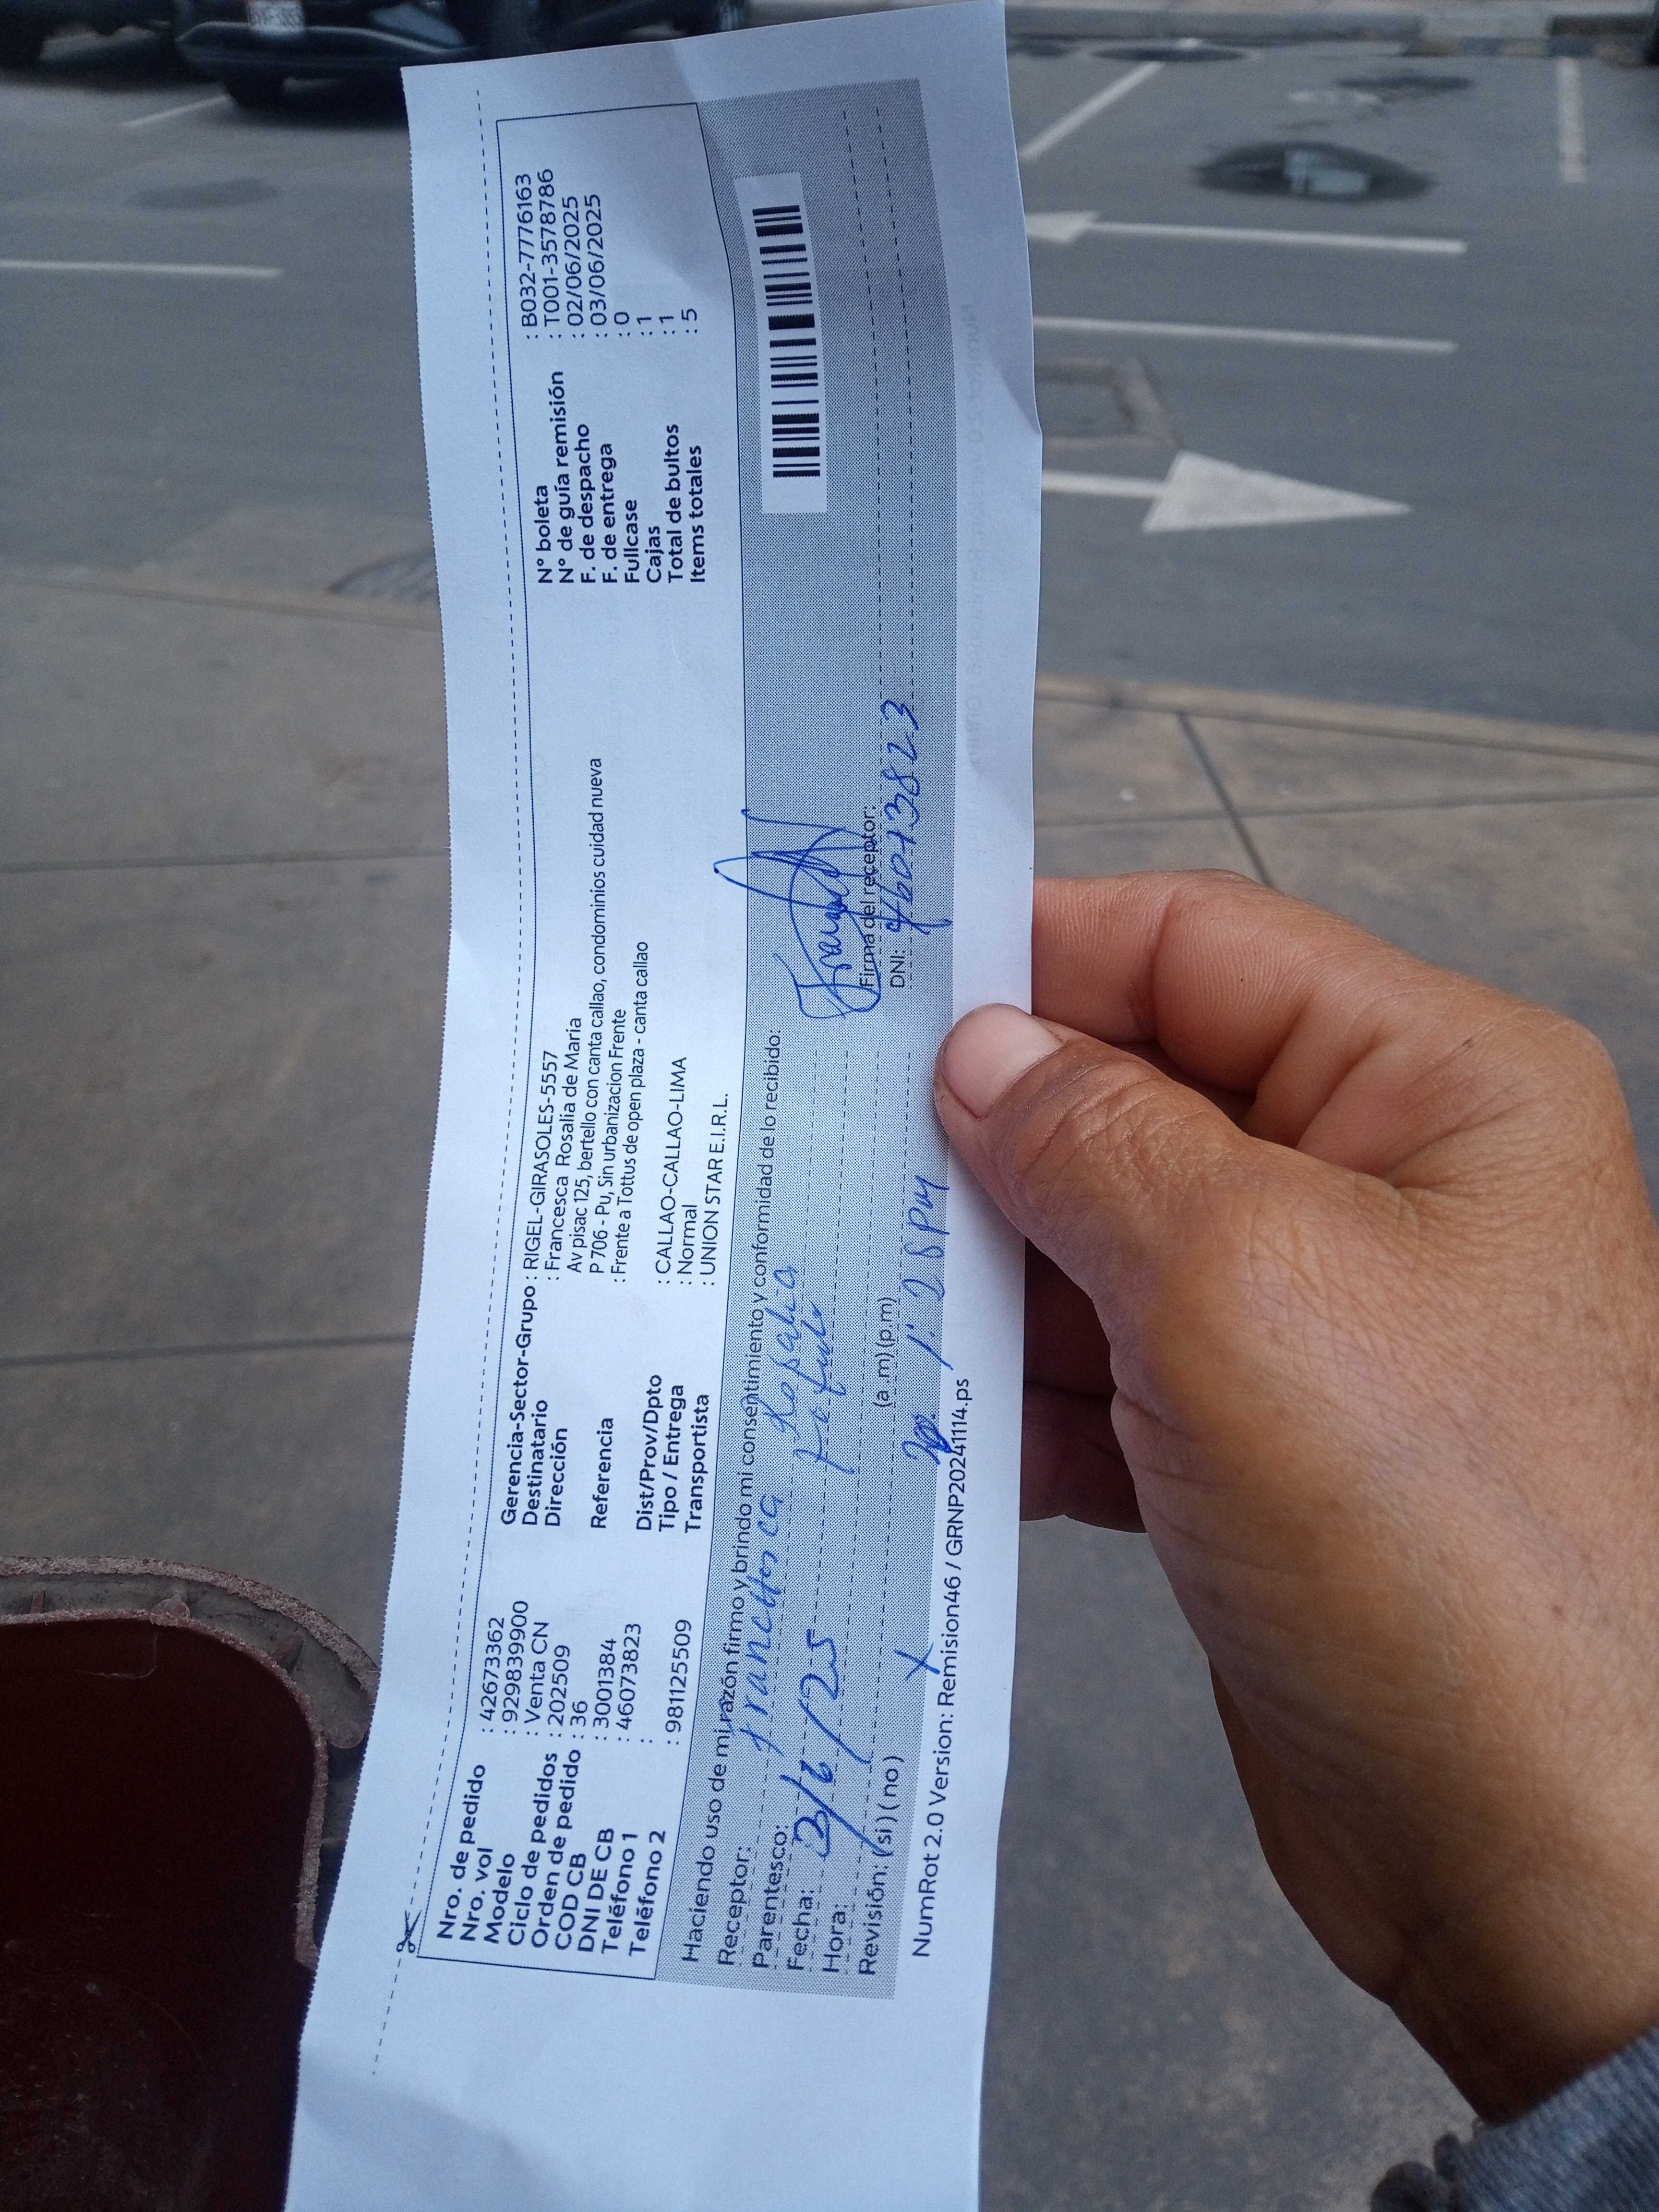 Nro. de pedido : 42673362
Nro. vol : 929839900
Modelo : Venta CN
Ciclo de pedidos : 202509
Orden de pedido : 36
COD CB : 3001384
DNI DE CB : 46073823
Teléfono 1 :
Teléfono 2 : 981125509
Gerencia-Sector-Grupo : RIGEL-GIRASOLES-5557
Destinatario : Francesca Rosalia de Maria
Dirección Av pisac 125, bertello con canta callao, condominios cuidad nueva
P 706 - Pu, Sin urbanizacion Frente
Referencia : Frente a Tottus de open plaza - canta callao
Dist/Prov/Dpto : CALLAO-CALLAO-LIMA
Tipo / Entrega : Normal
Transportista : UNION STAR E.I.R.L.
N° boleta : B032-7776163
N° de guía remisión : T001-3578786
F. de despacho : 02/06/2025
F. de entrega : 03/06/2025
Fullcase : 0
Cajas : 1
Total de bultos : 1
Items totales : 5
Haciendo uso de mi razón firmo y brindo mi consentimiento y conformidad de lo recibido:
Receptor: Rosalia
Parentesco:
Fecha: 3/6/25
Hora: (a.m) (p.m)
Revisión: (si) (no) X 1:28 pm
Firma del receptor:
DNI: 46073823
NumRot 2.0 Version: Remision46 / GRNP20241114.ps